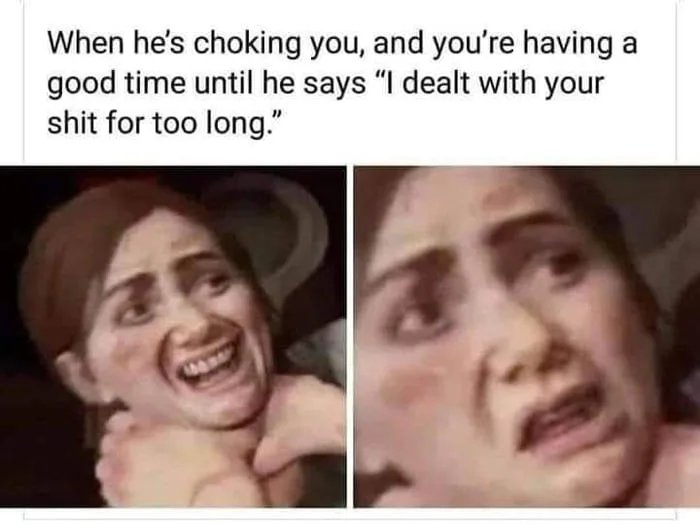 When he's choking you, and you're having a
good time until he says “I dealt with your
shit for too long.”